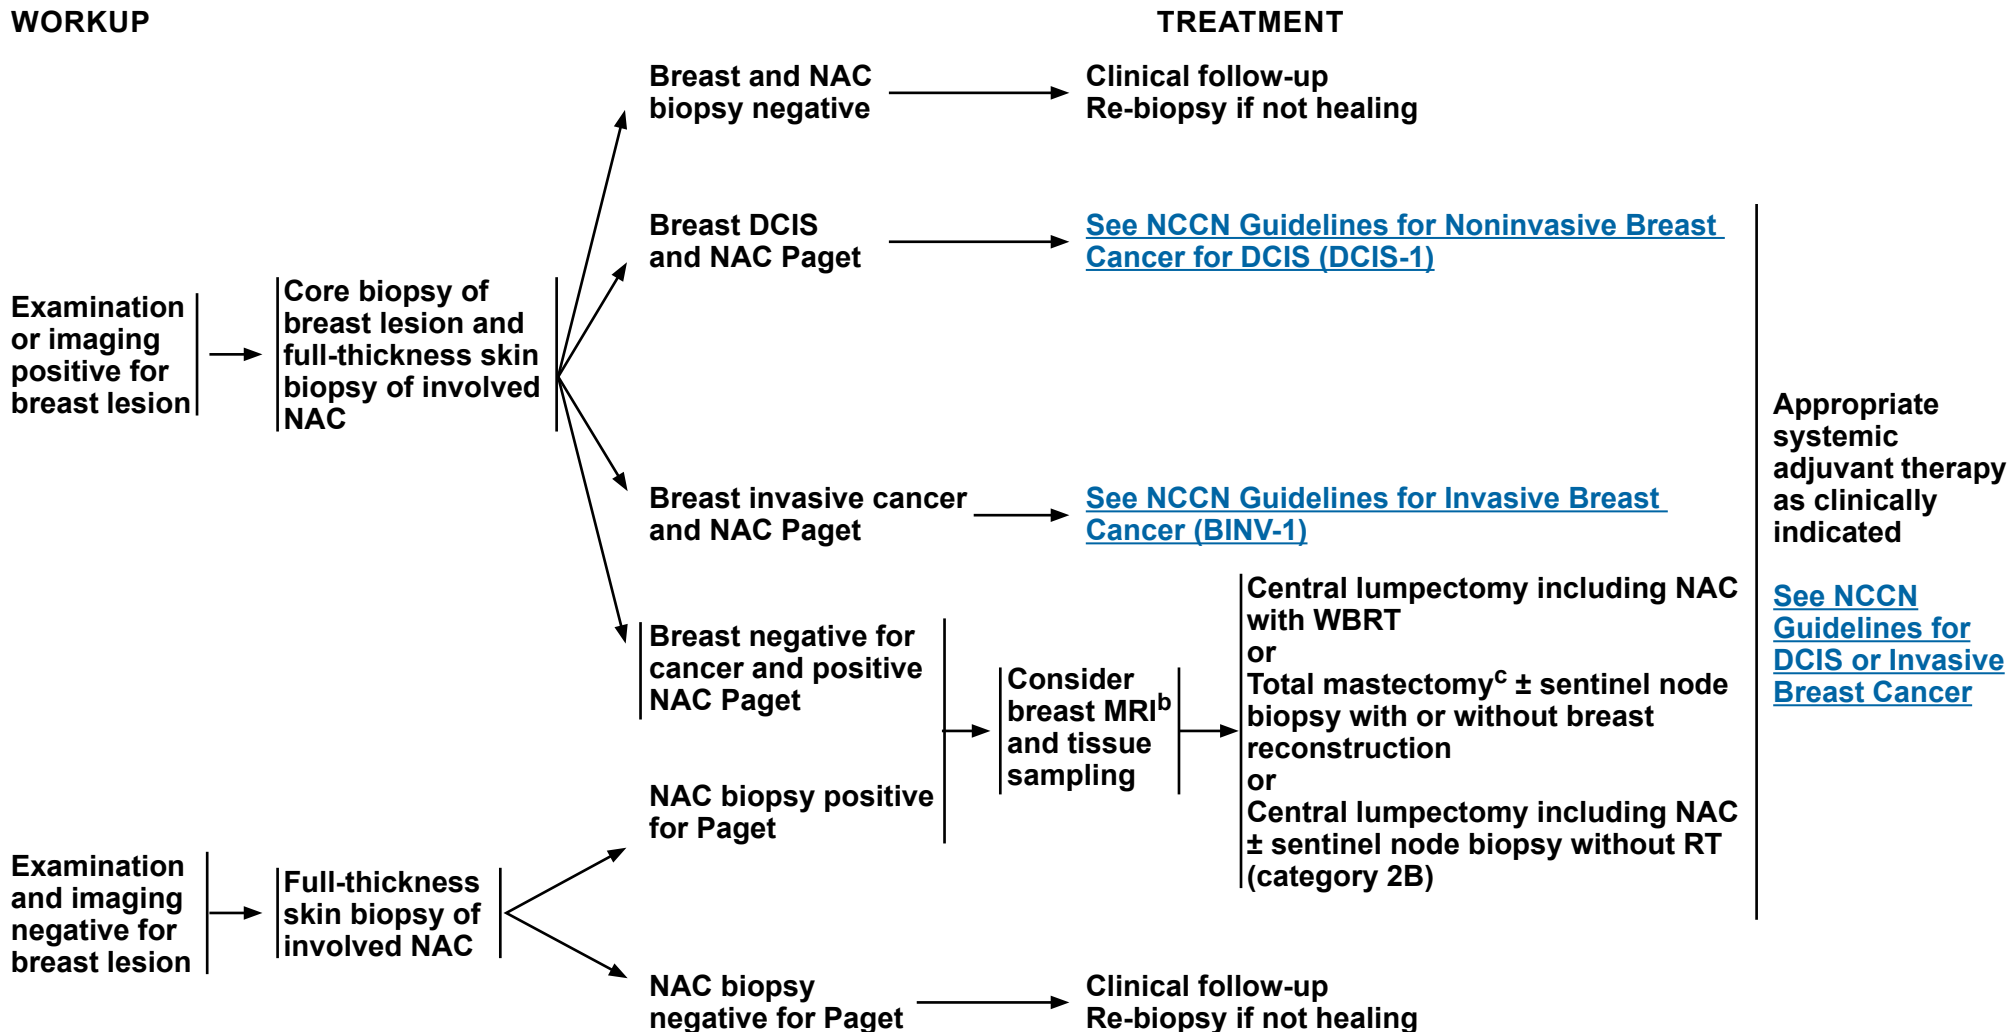 WORKUP
TREATMENT
Breast and NAC
biopsy negative
Clinical follow-up
Re-biopsy if not healing
Breast DCIS
and NAC Paget
See NCCN Guidelines for Noninvasive Breast
Cancer for DCIS (DCIS-1)
Examination
or imaging
positive for
breast lesion
Core biopsy of
breast lesion and
full-thickness skin
biopsy of involved
NAC
Breast invasive cancer
and NAC Paget
See NCCN Guidelines for Invasive Breast
Cancer (BINV-1)
Appropriate
systemic
adjuvant therapy
as clinically
indicated
See NCCN
Guidelines for
DCIS or Invasive
Breast Cancer
Breast negative for
cancer and positive
NAC Paget
NAC biopsy positive
for Paget
Consider
breast MRIb
and tissue
sampling
Central lumpectomy including NAC
with WBRT
or
Total mastectomyc ± sentinel node
biopsy with or without breast
reconstruction
or
Central lumpectomy including NAC
± sentinel node biopsy without RT
(category 2B)
Examination
and imaging
negative for
breast lesion
Full-thickness
skin biopsy of
involved NAC
NAC biopsy
negative for Paget
Clinical follow-up
Re-biopsy if not healing